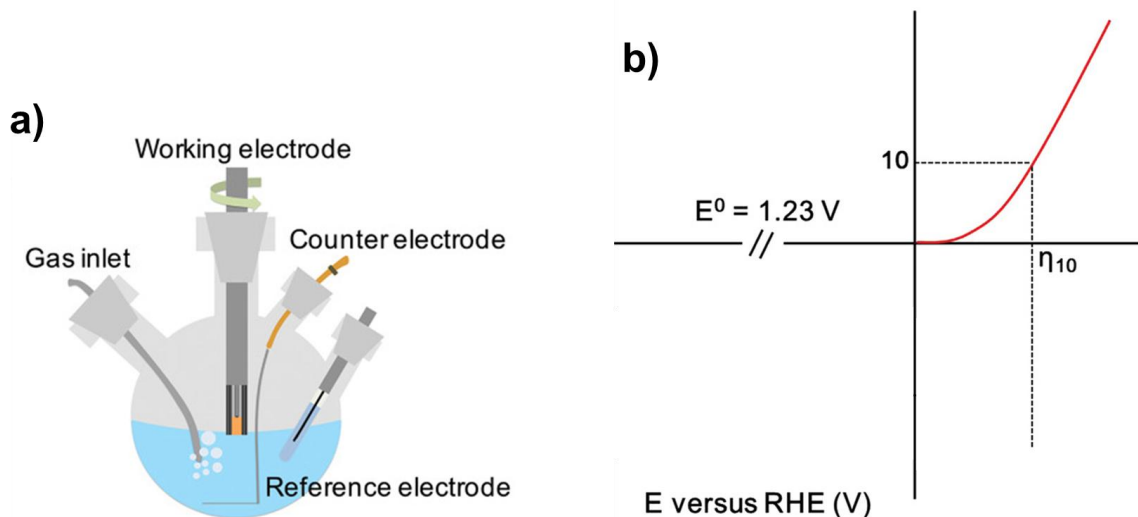 a)
Working electrode
Counter electrode
Gas inlet
Reference electrode
b)
10
E⁰ = 1.23 V
η₁₀
E versus RHE (V)